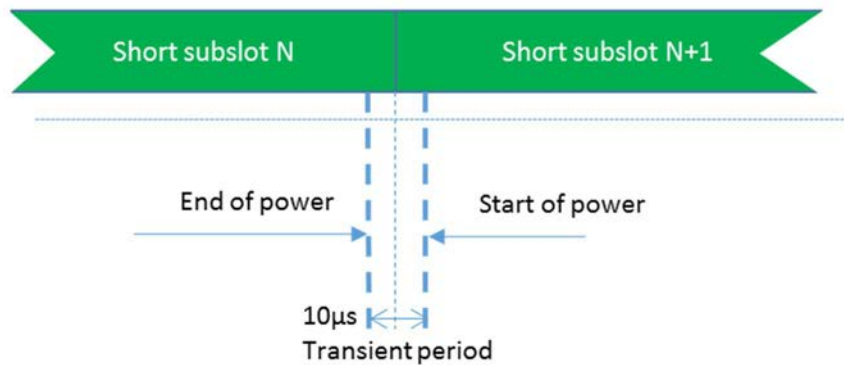 Short subslot N
Short subslot N+1
End of power
Start of power
10µs
Transient period